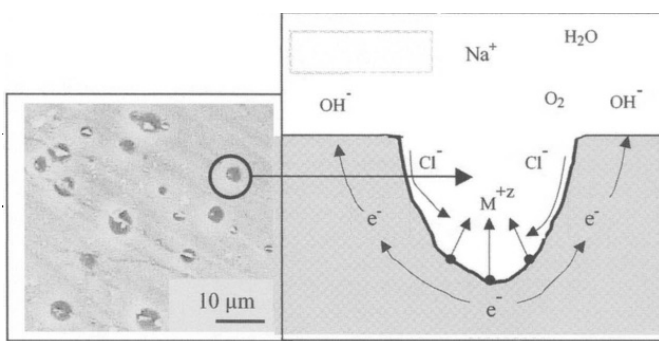 Na⁺
H₂O
OH⁻
O₂
OH⁻
Cl⁻
Cl⁻
M⁺ᶻ
e⁻
e⁻
e⁻
10 μm